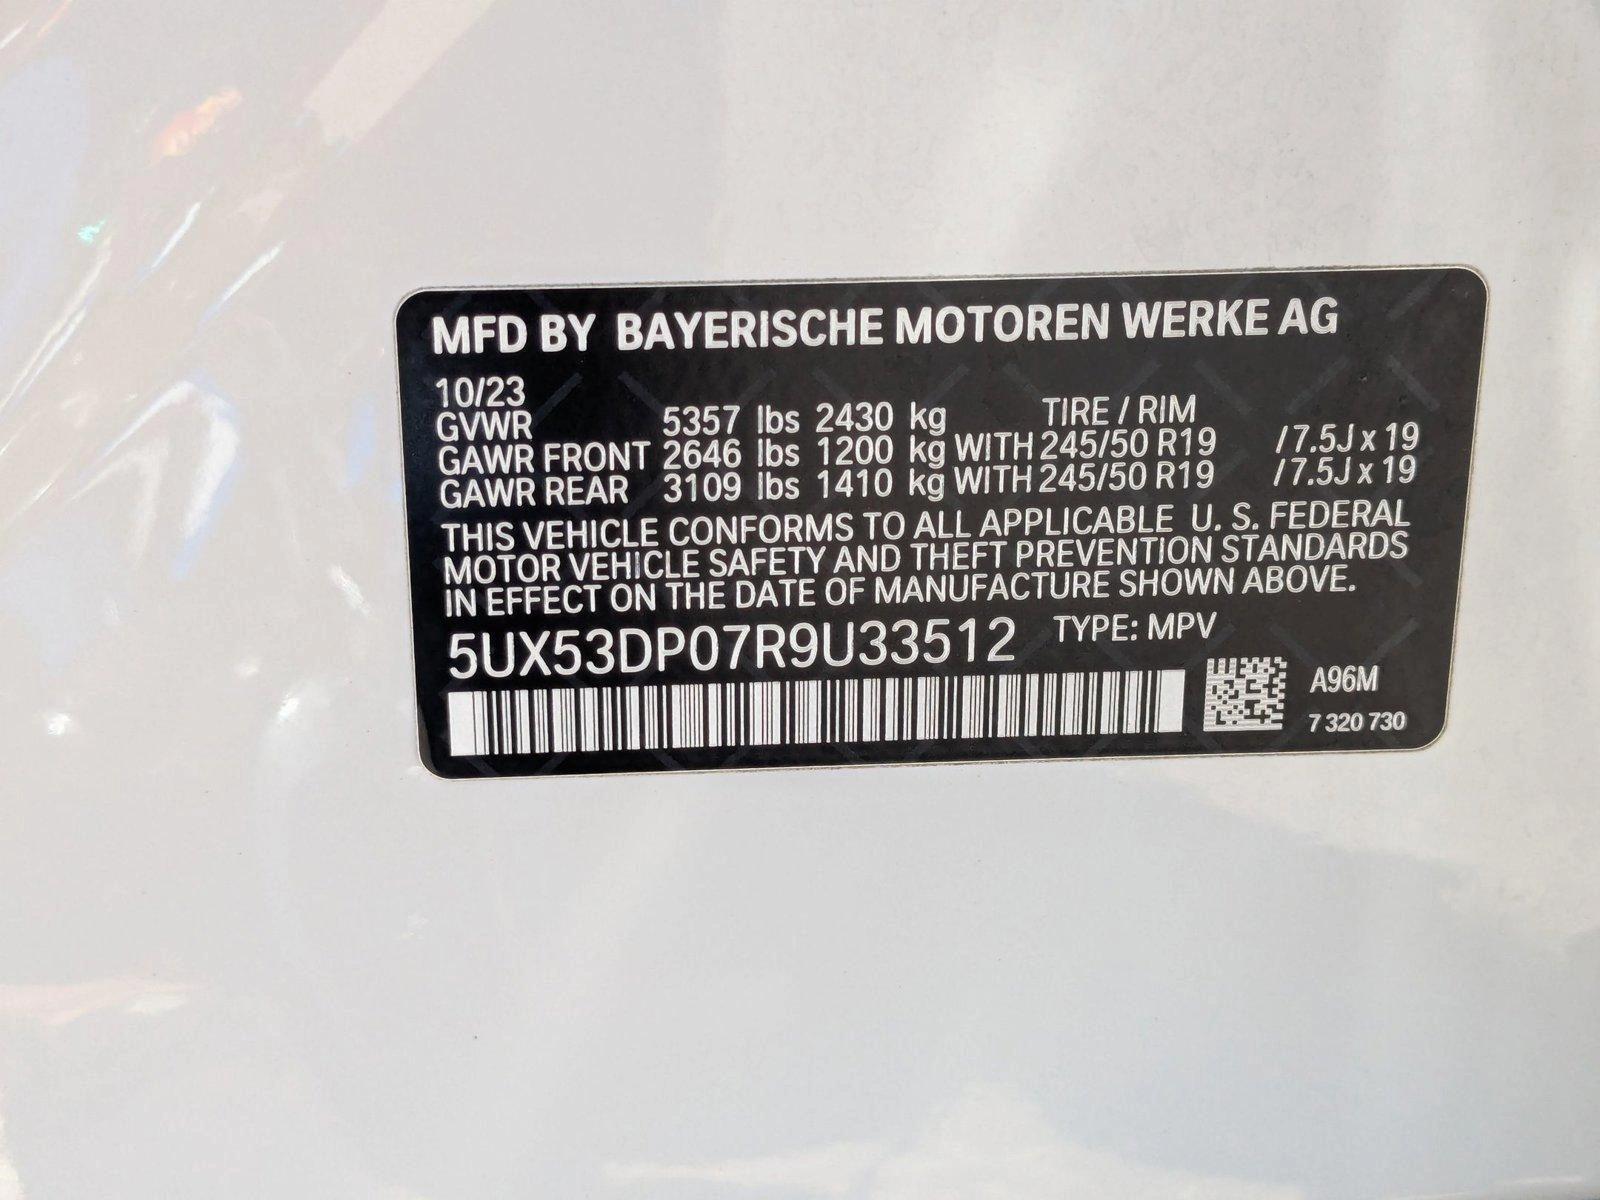 MFD BY BAYERISCHE MOTOREN WERKE AG
10/23
GVWR 5357 lbs 2430 kg TIRE / RIM
GAWR FRONT 2646 lbs 1200 kg WITH 245/50 R19 /7.5J x 19
GAWR REAR 3109 lbs 1410 kg WITH 245/50 R19 /7.5J x 19
THIS VEHICLE CONFORMS TO ALL APPLICABLE U. S. FEDERAL
MOTOR VEHICLE SAFETY AND THEFT PREVENTION STANDARDS
IN EFFECT ON THE DATE OF MANUFACTURE SHOWN ABOVE.
5UX53DP07R9U33512 TYPE: MPV
A96M
7 320 730